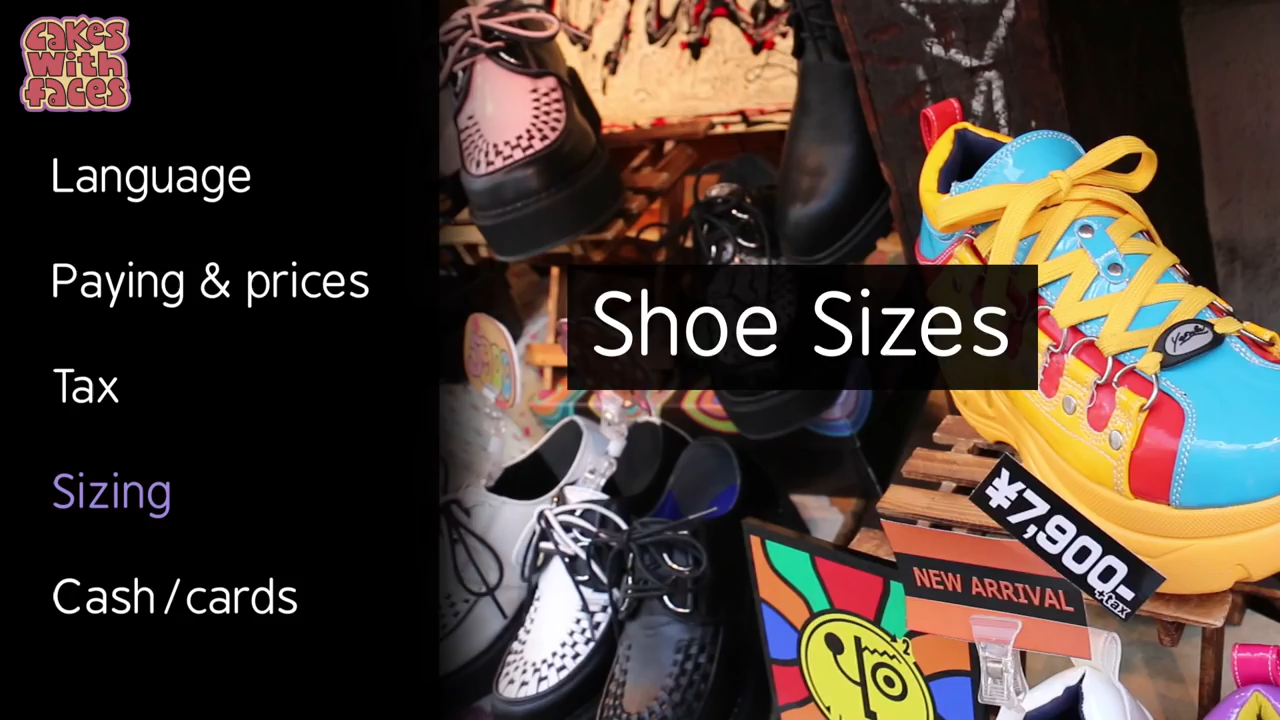 cakes
with
faces
Language
Paying & prices
Tax
Sizing
Cash/cards
Shoe Sizes
¥7,900-
+tax
NEW ARRIVAL